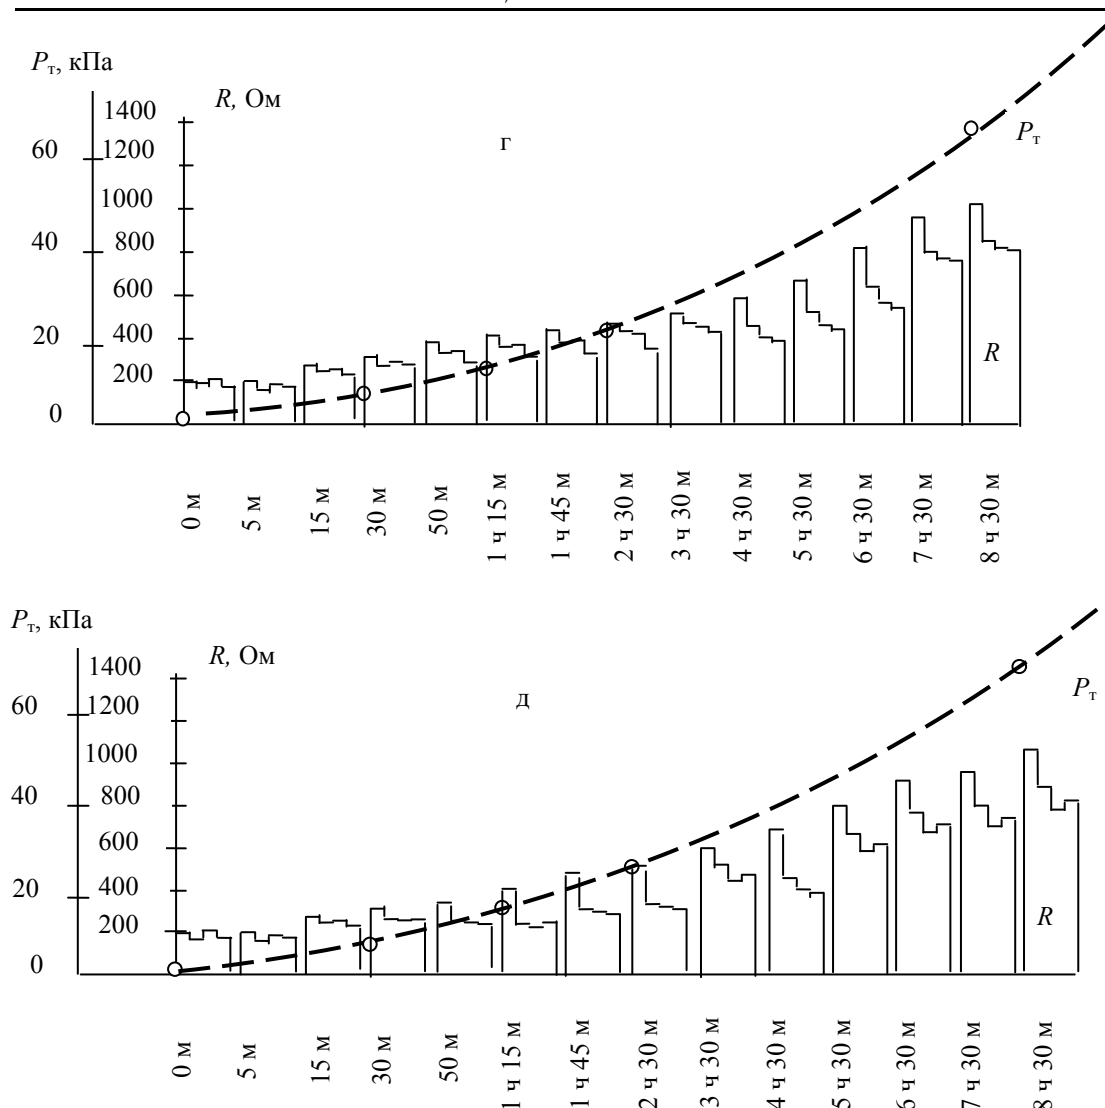 Pт, кПа
R, Ом
1400
г
Pт
60
1200
1000
40
800
600
20
400
R
200
0
0 м
5 м
15 м
30 м
50 м
1 ч 15 м
1 ч 45 м
2 ч 30 м
3 ч 30 м
4 ч 30 м
5 ч 30 м
6 ч 30 м
7 ч 30 м
8 ч 30 м
Pт, кПа
R, Ом
1400
д
Pт
60
1200
1000
40
800
600
20
400
R
200
0
0 м
5 м
15 м
30 м
50 м
1 ч 15 м
1 ч 45 м
2 ч 30 м
3 ч 30 м
4 ч 30 м
5 ч 30 м
6 ч 30 м
7 ч 30 м
8 ч 30 м